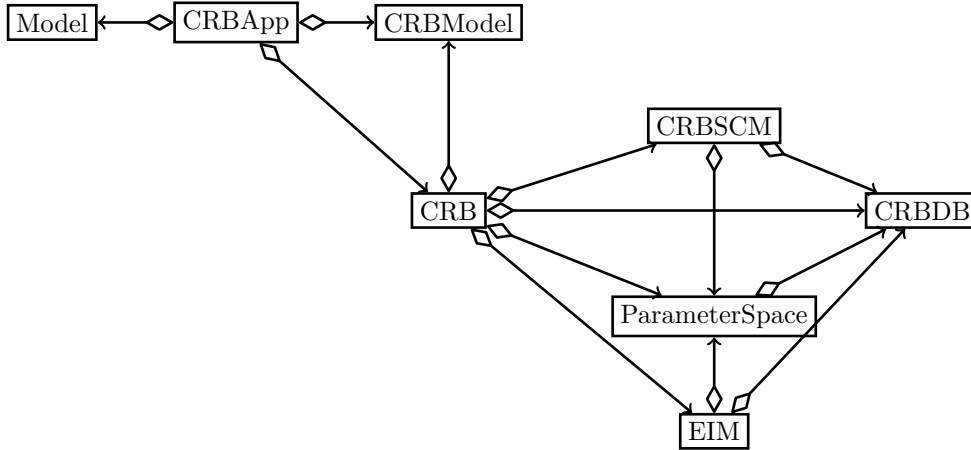 Model
CRBApp
CRBModel
CRBSCM
CRB
CRBDB
ParameterSpace
EIM